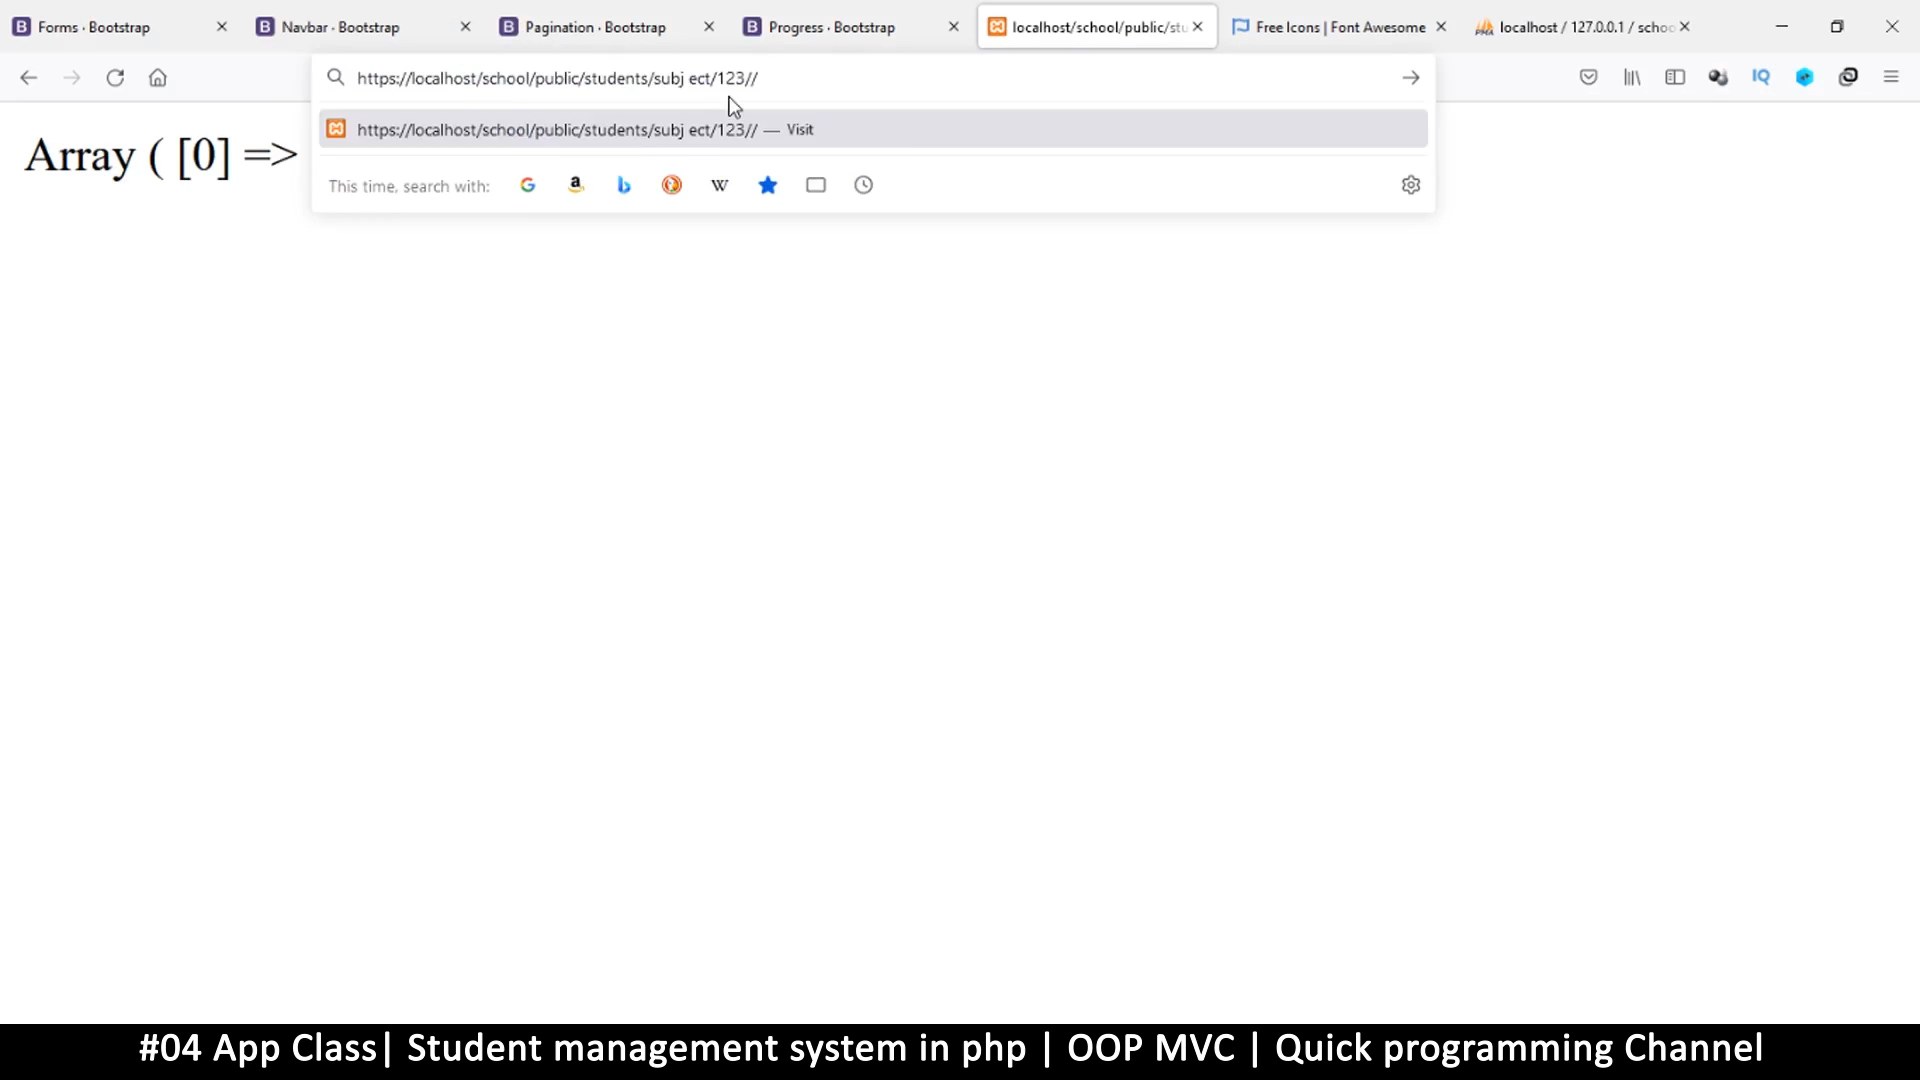 Forms · Bootstrap
Navbar · Bootstrap
Pagination · Bootstrap
Progress · Bootstrap
localhost/school/public/stu
Free Icons | Font Awesome
localhost / 127.0.0.1 / schoo
https://localhost/school/public/students/subj ect/123//
IQ
https://localhost/school/public/students/subj ect/123// — Visit
Array ( [0] =>
This time, search with:
#04 App Class| Student management system in php | OOP MVC | Quick programming Channel